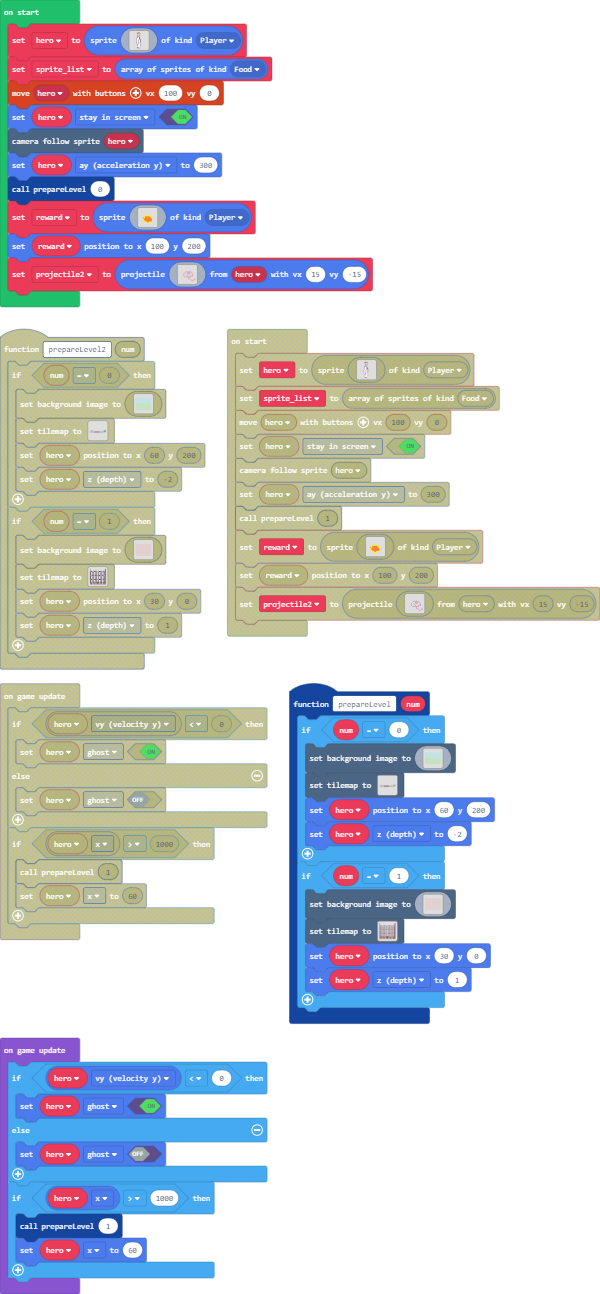 on start
set hero to sprite of kind Player
set sprite_list to array of sprites of kind Food
move hero with buttons vx 100 vy 0
set hero stay in screen ON
camera follow sprite hero
set hero ay (acceleration y) to 300
call prepareLevel 0
set reward to sprite of kind Player
set reward position to x 100 y 200
set projectile2 to projectile from hero with vx 15 vy -15
function prepareLevel2 num
if num = 0 then
set background image to
set tilemap to
set hero position to x 60 y 200
set hero z (depth) to -2
if num = 1 then
set background image to
set tilemap to
set hero position to x 30 y 0
set hero z (depth) to 1
on start
set hero to sprite of kind Player
set sprite_list to array of sprites of kind Food
move hero with buttons vx 100 vy 0
set hero stay in screen ON
camera follow sprite hero
set hero ay (acceleration y) to 300
call prepareLevel 1
set reward to sprite of kind Player
set reward position to x 100 y 200
set projectile2 to projectile from hero with vx 15 vy -15
on game update
if hero vy (velocity y) < 0 then
set hero ghost ON
else
set hero ghost OFF
if hero x > 1000 then
call prepareLevel 1
set hero x to 60
function prepareLevel num
if num = 0 then
set background image to
set tilemap to
set hero position to x 60 y 200
set hero z (depth) to -2
if num = 1 then
set background image to
set tilemap to
set hero position to x 30 y 0
set hero z (depth) to 1
on game update
if hero vy (velocity y) < 0 then
set hero ghost ON
else
set hero ghost OFF
if hero x > 1000 then
call prepareLevel 1
set hero x to 60